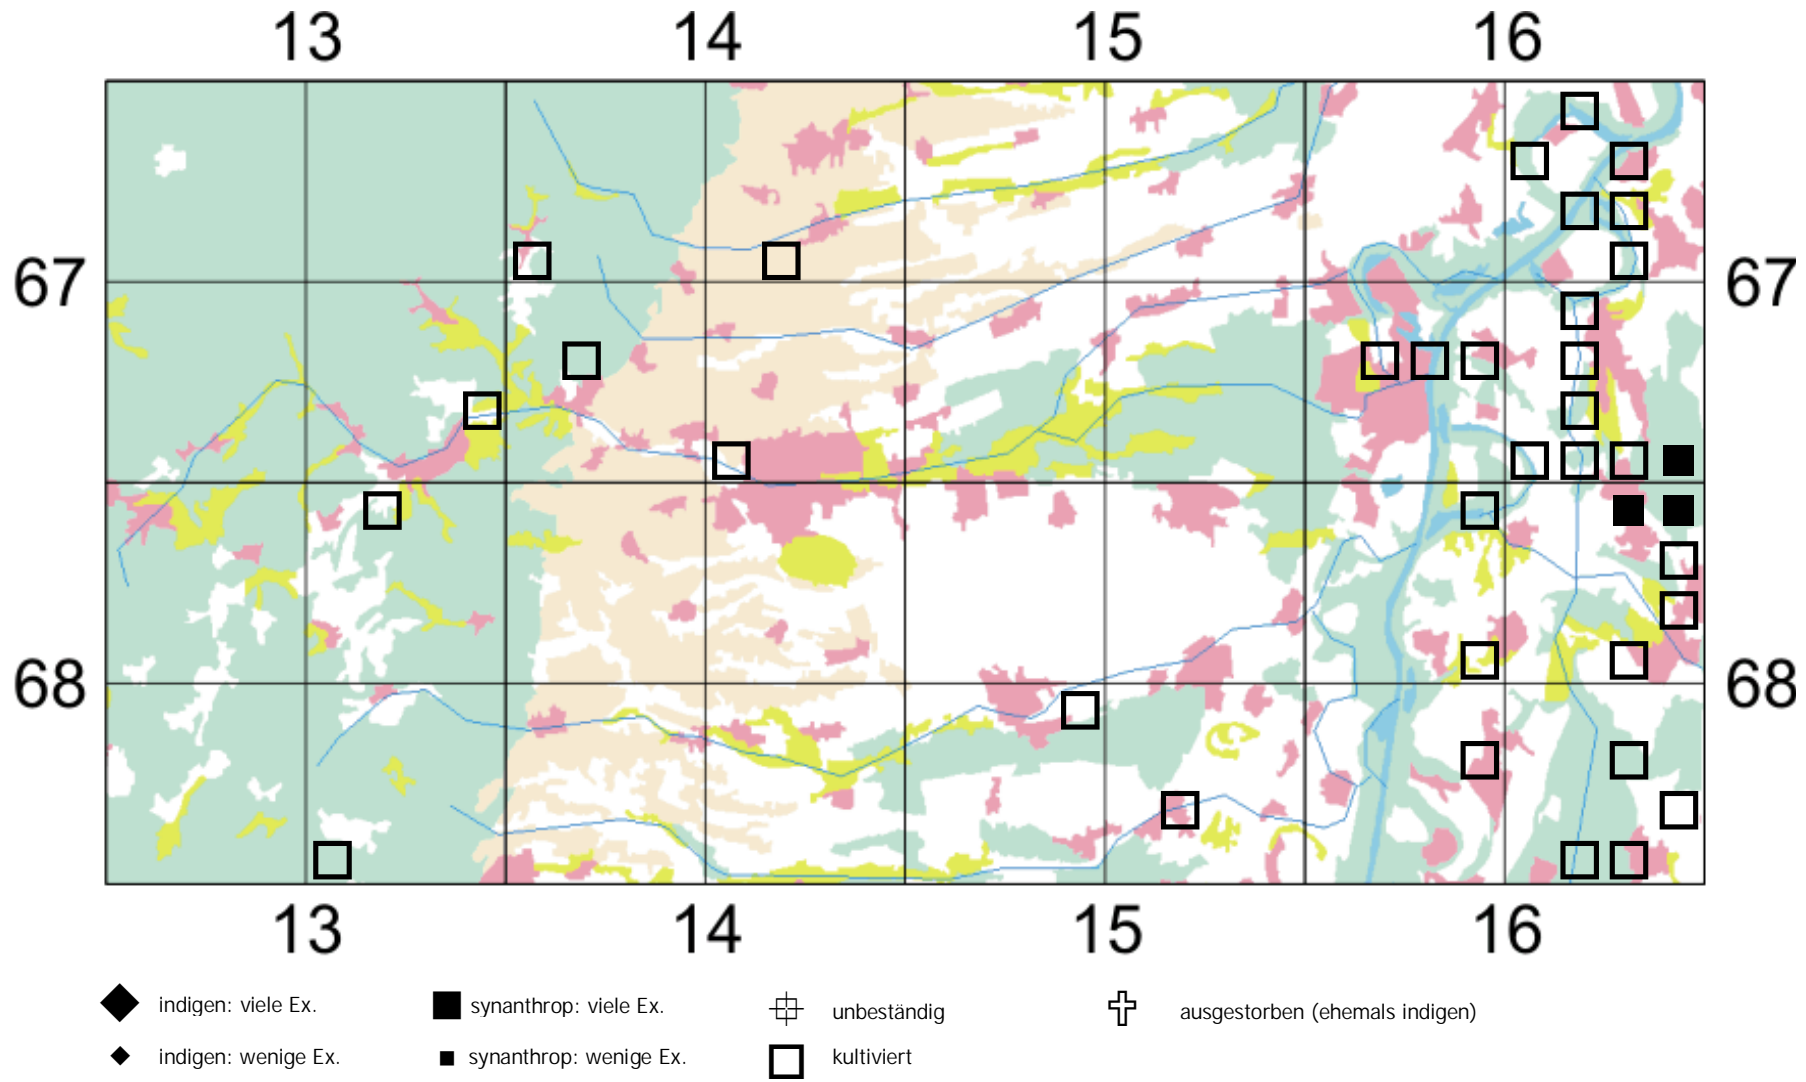 13 14 15 16
67 67
68 68
13 14 15 16
indigen: viele Ex. synanthrop: viele Ex. unbeständig ausgestorben (ehemals indigen)
indigen: wenige Ex. synanthrop: wenige Ex. kultiviert